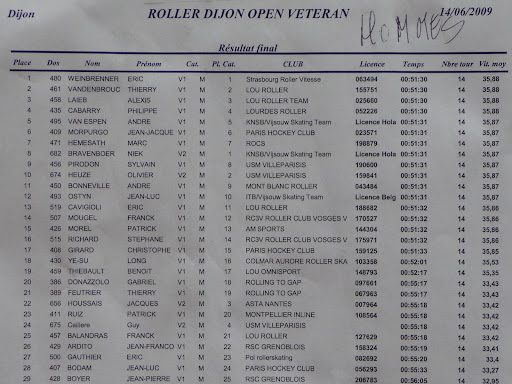 Dijon ROLLER DIJON OPEN VETERAN 14/06/2009
HOMMES
Résultat final
Place Dos Nom Prénom Cat. Pl. Cat. CLUB Licence Temps Nbre tour Vit. moy
1 480 WEINBRENNER ERIC V1 M 1 Strasbourg Roller Vitesse 063494 00:51:30 14 35,88
2 461 VANDENBROUC THIERRY V1 M 2 LOU ROLLER 155751 00:51:30 14 35,88
3 458 LAIEB ALEXIS V1 M 3 LOU ROLLER TEAM 025660 00:51:30 14 35,88
4 435 CABARRY PHILIPPE V1 M 4 LOURDES ROLLER 052226 00:51:30 14 35,88
5 495 VAN ESPEN ANDRE V1 M 5 KNSB/Vijsouw Skating Team Licence Hola 00:51:31 14 35,87
6 409 MORPURGO JEAN-JACQUE V1 M 6 PARIS HOCKEY CLUB 023571 00:51:31 14 35,87
7 471 HEMESATH MARC V1 M 7 ROCS 198879 00:51:31 14 35,87
8 682 BRAVENBOER NIEK V2 M 1 KNSB/Vijsouw Skating Team Licence Hola 00:51:31 14 35,87
9 456 PIRODON SYLVAIN V1 M 8 USM VILLEPARISIS 190600 00:51:31 14 35,87
10 674 HEUZE OLIVIER V2 M 2 USM VILLEPARISIS 159841 00:51:31 14 35,87
11 450 BONNEVILLE ANDRE V1 M 9 MONT BLANC ROLLER 043484 00:51:31 14 35,87
12 493 OSTYN JEAN-LUC V1 M 10 ITB/Vijsouw Skating Team Licence Belg 00:51:31 14 35,87
13 519 CAVIGIOLI ERIC V1 M 11 LOU ROLLER 188682 00:51:32 14 35,86
14 507 MOUGEL FRANCK V1 M 12 RC3V ROLLER CLUB VOSGES V 170527 00:51:32 14 35,86
15 426 MOREL PATRICK V1 M 13 AM SPORTS 144304 00:51:32 14 35,86
16 515 RICHARD STEPHANE V1 M 14 RC3V ROLLER CLUB VOSGES V 175971 00:51:32 14 35,86
17 408 GIRARD CHRISTOPHE V1 M 15 PARIS HOCKEY CLUB 159125 00:51:33 14 35,85
18 430 YE-SU LONG V1 M 16 COLMAR AURORE ROLLER SKA 103358 00:52:01 14 35,53
19 459 THIEBAULT BENOIT V1 M 17 LOU OMNISPORT 148793 00:52:17 14 35,35
20 386 DONAZZOLO GABRIEL V1 M 18 ROLLING TO GAP 097661 00:55:17 14 33,43
21 389 FEUTRIER THIERRY V1 M 19 ROLLING TO GAP 067963 00:55:17 14 33,43
22 656 HOUSSAIS JACQUES V2 M 3 ASTA NANTES 007964 00:55:18 14 33,42
23 411 RUIZ PATRICK V1 M 20 MONTPELLIER INLINE 108564 00:55:18 14 33,42
24 675 Calliere Guy V2 M 4 USM VILLEPARISIS 00:55:18 14 33,42
25 457 BALANDRAS FRANCK V1 M 21 LOU ROLLER 127629 00:55:18 14 33,42
26 429 ARDITO JEAN-FRANCO V1 M 22 RSC GRENOBLOIS 158324 00:55:19 14 33,41
27 500 GAUTHIER ERIC V1 M 23 Pol rollerskating 082692 00:55:20 14 33,4
28 407 BODAM JEAN-LUC V1 M 24 PARIS HOCKEY CLUB 056293 00:55:33 14 33,27
29 428 BOYER JEAN-PIERRE V1 M 25 RSC GRENOBLOIS 208783 00:56:05 14 32,95